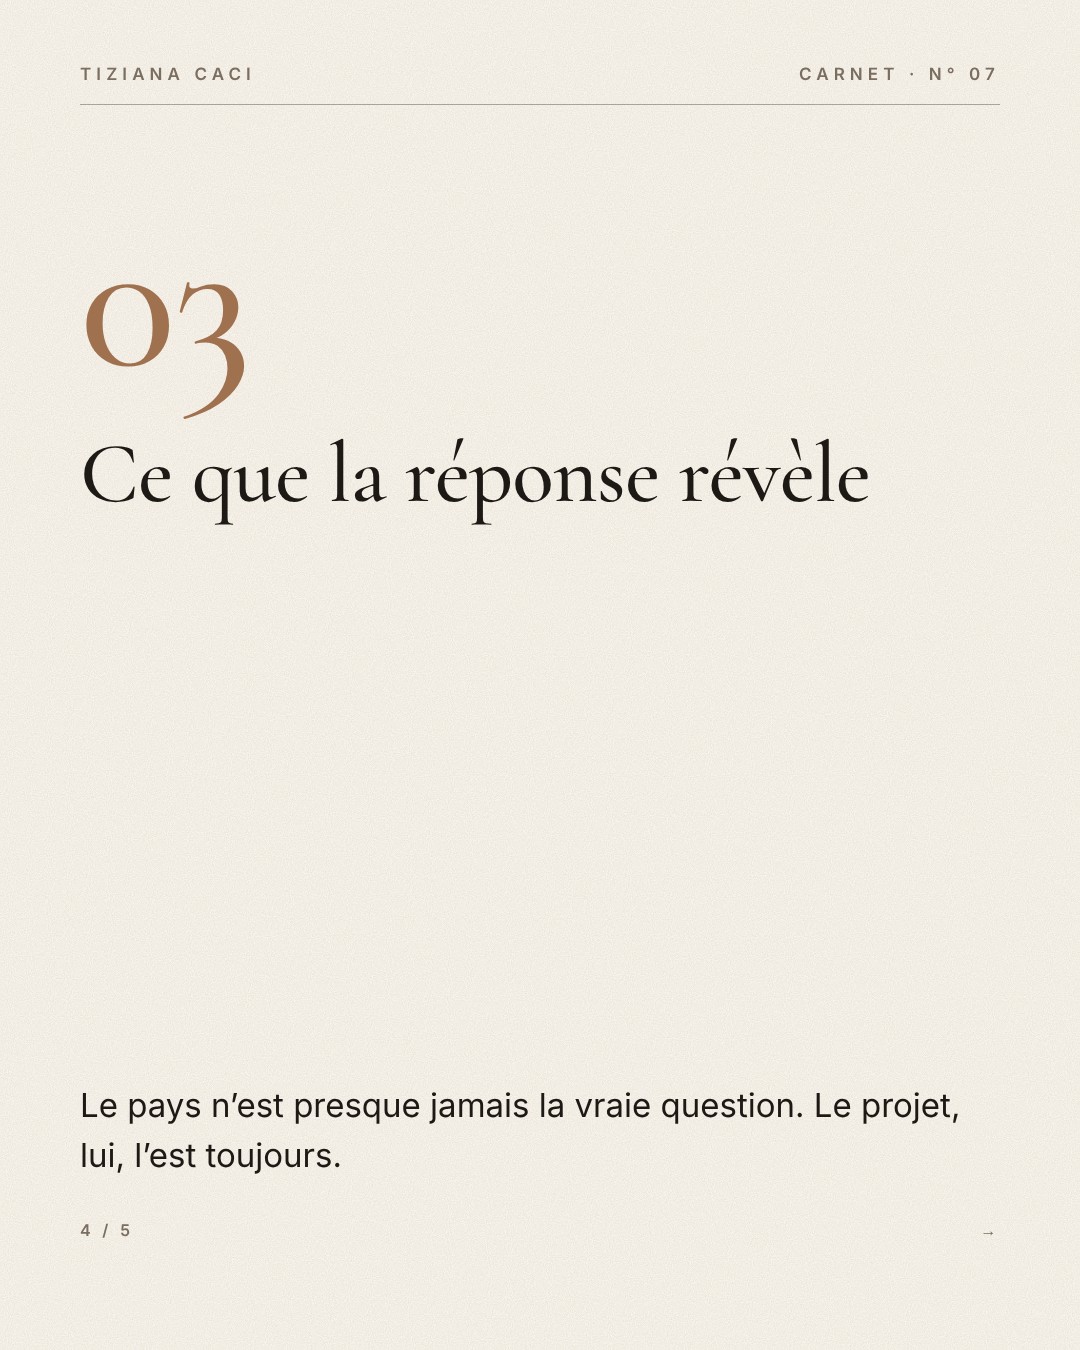 TIZIANA CACI
CARNET · N° 07
03
Ce que la réponse révèle
Le pays n’est presque jamais la vraie question. Le projet,
lui, l’est toujours.
4 / 5
→